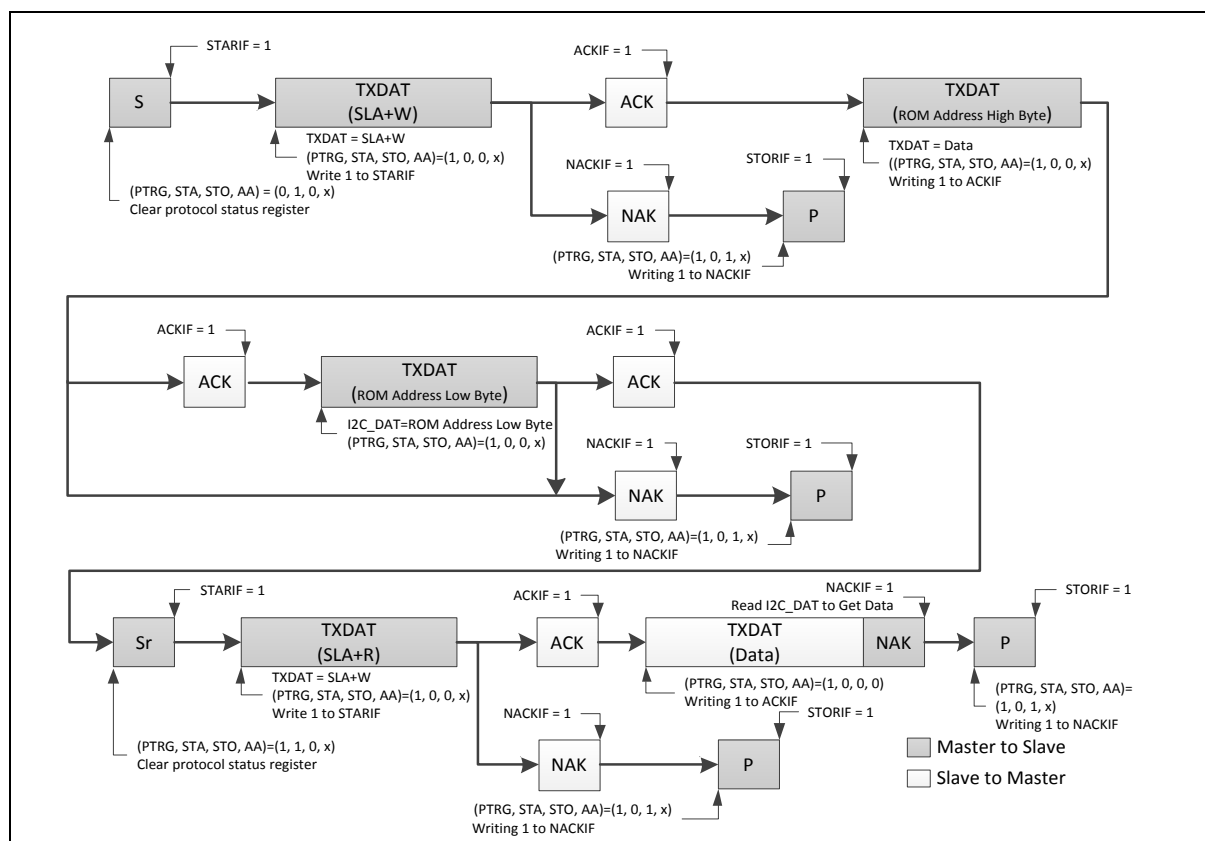 STARIF = 1
ACKIF = 1
S
TXDAT
(SLA+W)
ACK
TXDAT
(ROM Address High Byte)
TXDAT = SLA+W
(PTRG, STA, STO, AA)=(1, 0, 0, x)
Write 1 to STARIF
TXDAT = Data
((PTRG, STA, STO, AA)=(1, 0, 0, x)
Writing 1 to ACKIF
NACKIF = 1
STORIF = 1
(PTRG, STA, STO, AA) = (0, 1, 0, x)
Clear protocol status register
NAK
P
(PTRG, STA, STO, AA)=(1, 0, 1, x)
Writing 1 to NACKIF
ACKIF = 1
ACKIF = 1
ACK
TXDAT
(ROM Address Low Byte)
ACK
I2C_DAT=ROM Address Low Byte
(PTRG, STA, STO, AA)=(1, 0, 0, x)
NACKIF = 1
STORIF = 1
NAK
P
(PTRG, STA, STO, AA)=(1, 0, 1, x)
Writing 1 to NACKIF
STARIF = 1
ACKIF = 1
NACKIF = 1
Read I2C_DAT to Get Data
STORIF = 1
Sr
TXDAT
(SLA+R)
ACK
TXDAT
(Data)
NAK
P
TXDAT = SLA+W
(PTRG, STA, STO, AA)=(1, 0, 0, x)
Write 1 to STARIF
(PTRG, STA, STO, AA)=(1, 0, 0, 0)
Writing 1 to ACKIF
(PTRG, STA, STO, AA)=
(1, 0, 1, x)
Writing 1 to NACKIF
NACKIF = 1
STORIF = 1
(PTRG, STA, STO, AA)=(1, 1, 0, x)
Clear protocol status register
NAK
P
(PTRG, STA, STO, AA)=(1, 0, 1, x)
Writing 1 to NACKIF
Master to Slave
Slave to Master